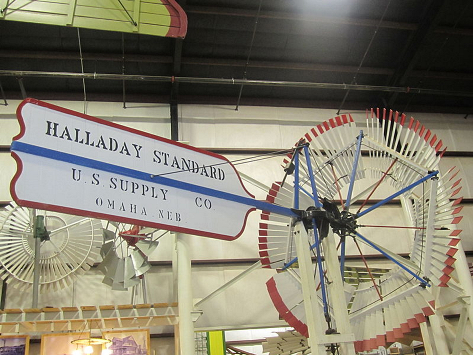 HALLADAY STANDARD
U.S. SUPPLY CO
OMAHA NEB